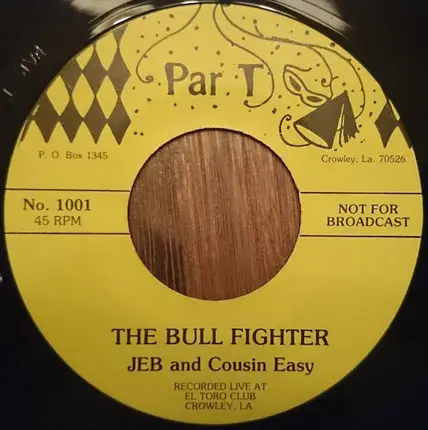 Par T
P. O. Box 1345
Crowley, La. 70526
No. 1001
45 RPM
NOT FOR
BROADCAST
THE BULL FIGHTER
JEB and Cousin Easy
RECORDED LIVE AT
EL TORO CLUB
CROWLEY, LA